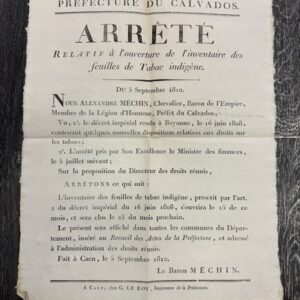 PRÉFECTURE DU CALVADOS.
ARRÊTÉ
RELATIF à l'ouverture de l'inventaire des
feuilles de Tabac indigène.
Du 5 Septembre 1810.
NOUS ALEXANDRE MÉCHIN, Chevalier, Baron de l'Empire,
Membre de la Légion d'Honneur, Préfet du Calvados,
VU, 1.° le décret impérial rendu à Bayonne, le 16 juin 1808,
contenant quelques nouvelles dispositions relatives aux droits sur
les tabacs;
2.° L'arrêté pris par Son Excellence le Ministre des finances,
le 5 juillet suivant;
Sur la proposition du Directeur des droits réunis,
ARRÊTONS ce qui suit:
L'inventaire des feuilles de tabac indigène, prescrit par l'art.
2 du décret impérial du 16 juin 1808, s'ouvrira le 15 de ce
mois, et sera clos le 25 du mois prochain.
Le présent sera affiché dans toutes les communes du Dépar-
tement, inséré au Recueil des Actes de la Préfecture, et adressé
à l'administration des droits réunis.
Fait à Caen, le 5 Septembre 1810.
Le Baron MÉCHIN.
A CAEN, chez G. LE ROY, Imprimeur de la Préfecture.